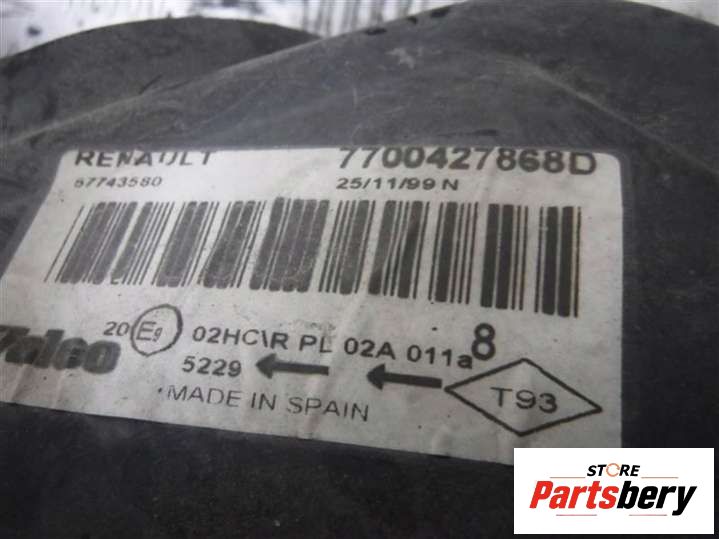 RENAULT 7700427868D
67743580 25/11/99 N
20 E9 02HC\R PL 02A 011a 8
Valeo 5229
MADE IN SPAIN T93
STORE
Partsbery